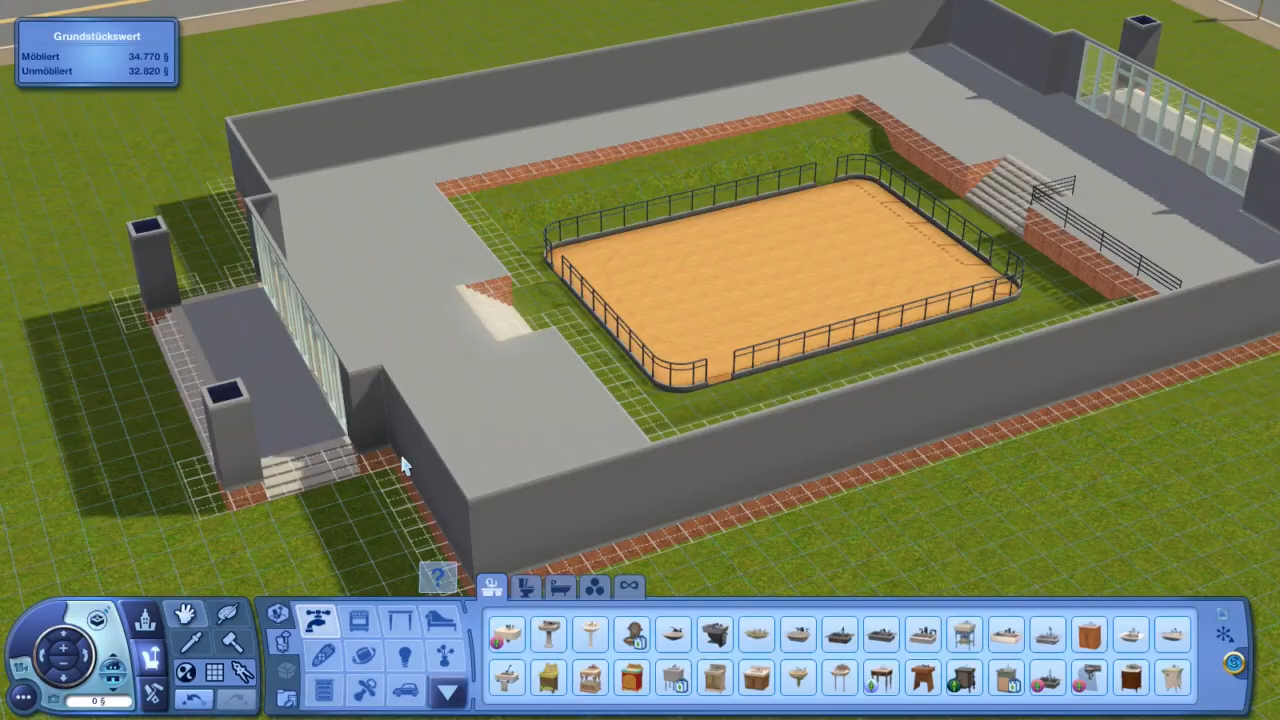 Grundstückswert
Möbliert 34.770 §
Unmöbliert 32.820 §
?
0 §